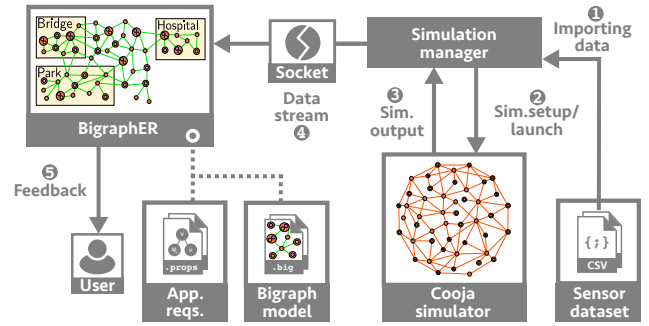 Bridge
Hospital
Park
BigraphER
Socket
Data
stream
❹
Simulation
manager
❶
Importing
data
❸
Sim.
output
❷
Sim.setup/
launch
❺
Feedback
User
.props
App.
reqs.
.big
Bigraph
model
Cooja
simulator
{;}
CSV
Sensor
dataset